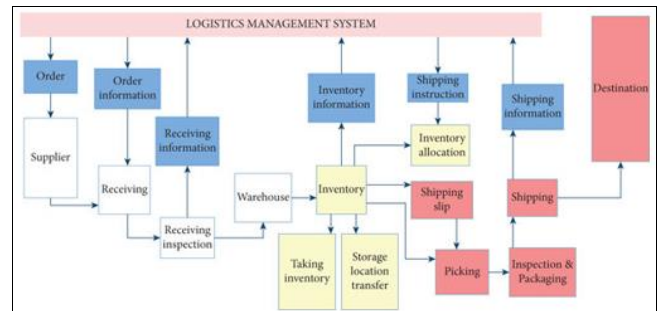 LOGISTICS MANAGEMENT SYSTEM
Order
Order
information
Receiving
information
Inventory
information
Shipping
instruction
Shipping
information
Destination
Supplier
Receiving
Receiving
inspection
Warehouse
Inventory
Inventory
allocation
Shipping
slip
Shipping
Taking
inventory
Storage
location
transfer
Picking
Inspection &
Packaging